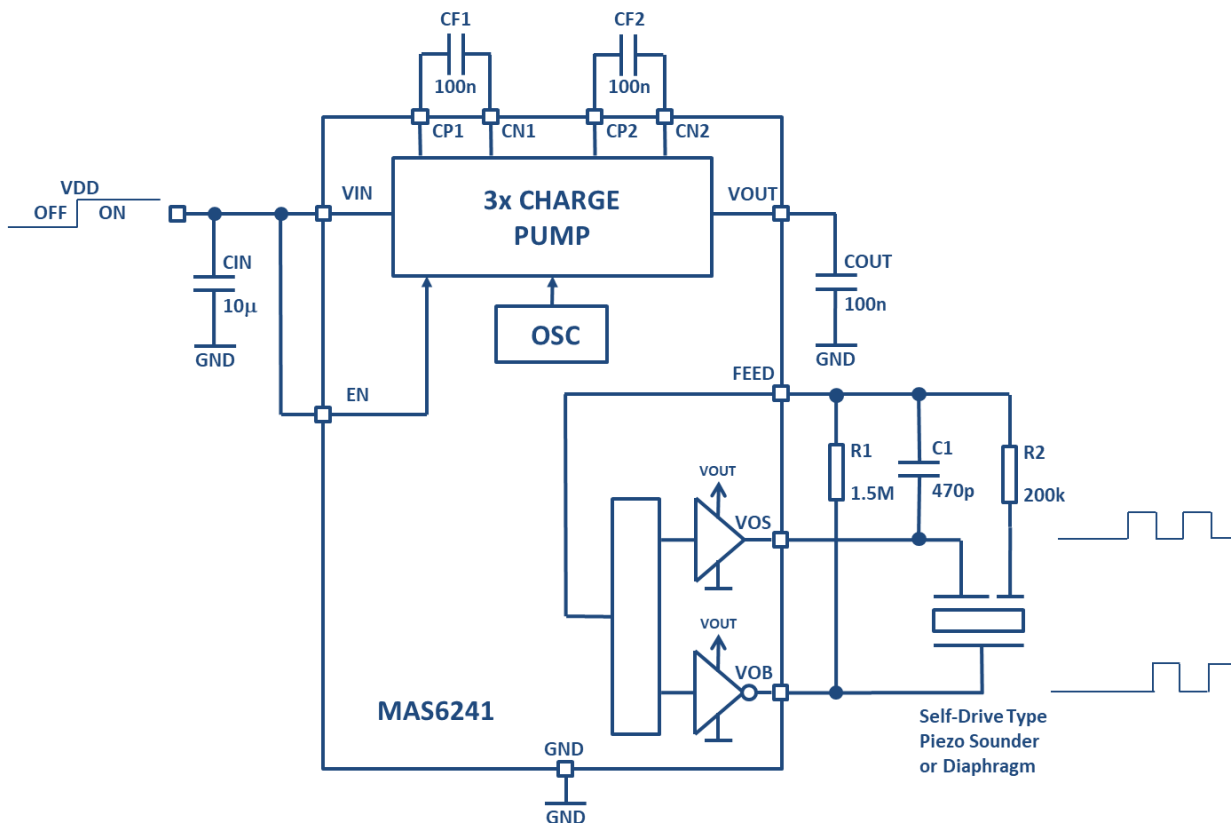 CF1
100n
CF2
100n
CP1
CN1
CP2
CN2
VDD
OFF
ON
VIN
3x CHARGE
PUMP
VOUT
CIN
10µ
GND
OSC
COUT
100n
GND
EN
FEED
R1
1.5M
C1
470p
R2
200k
VOUT
VOS
VOUT
VOB
MAS6241
GND
GND
Self-Drive Type
Piezo Sounder
or Diaphragm